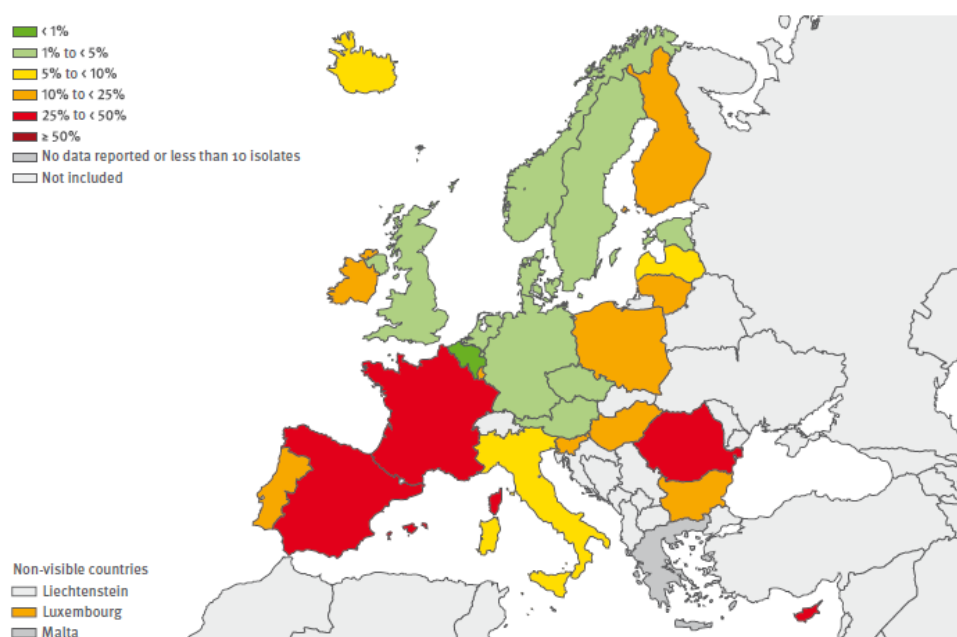 < 1%
1% to < 5%
5% to < 10%
10% to < 25%
25% to < 50%
≥ 50%
No data reported or less than 10 isolates
Not included
Non-visible countries
Liechtenstein
Luxembourg
Malta